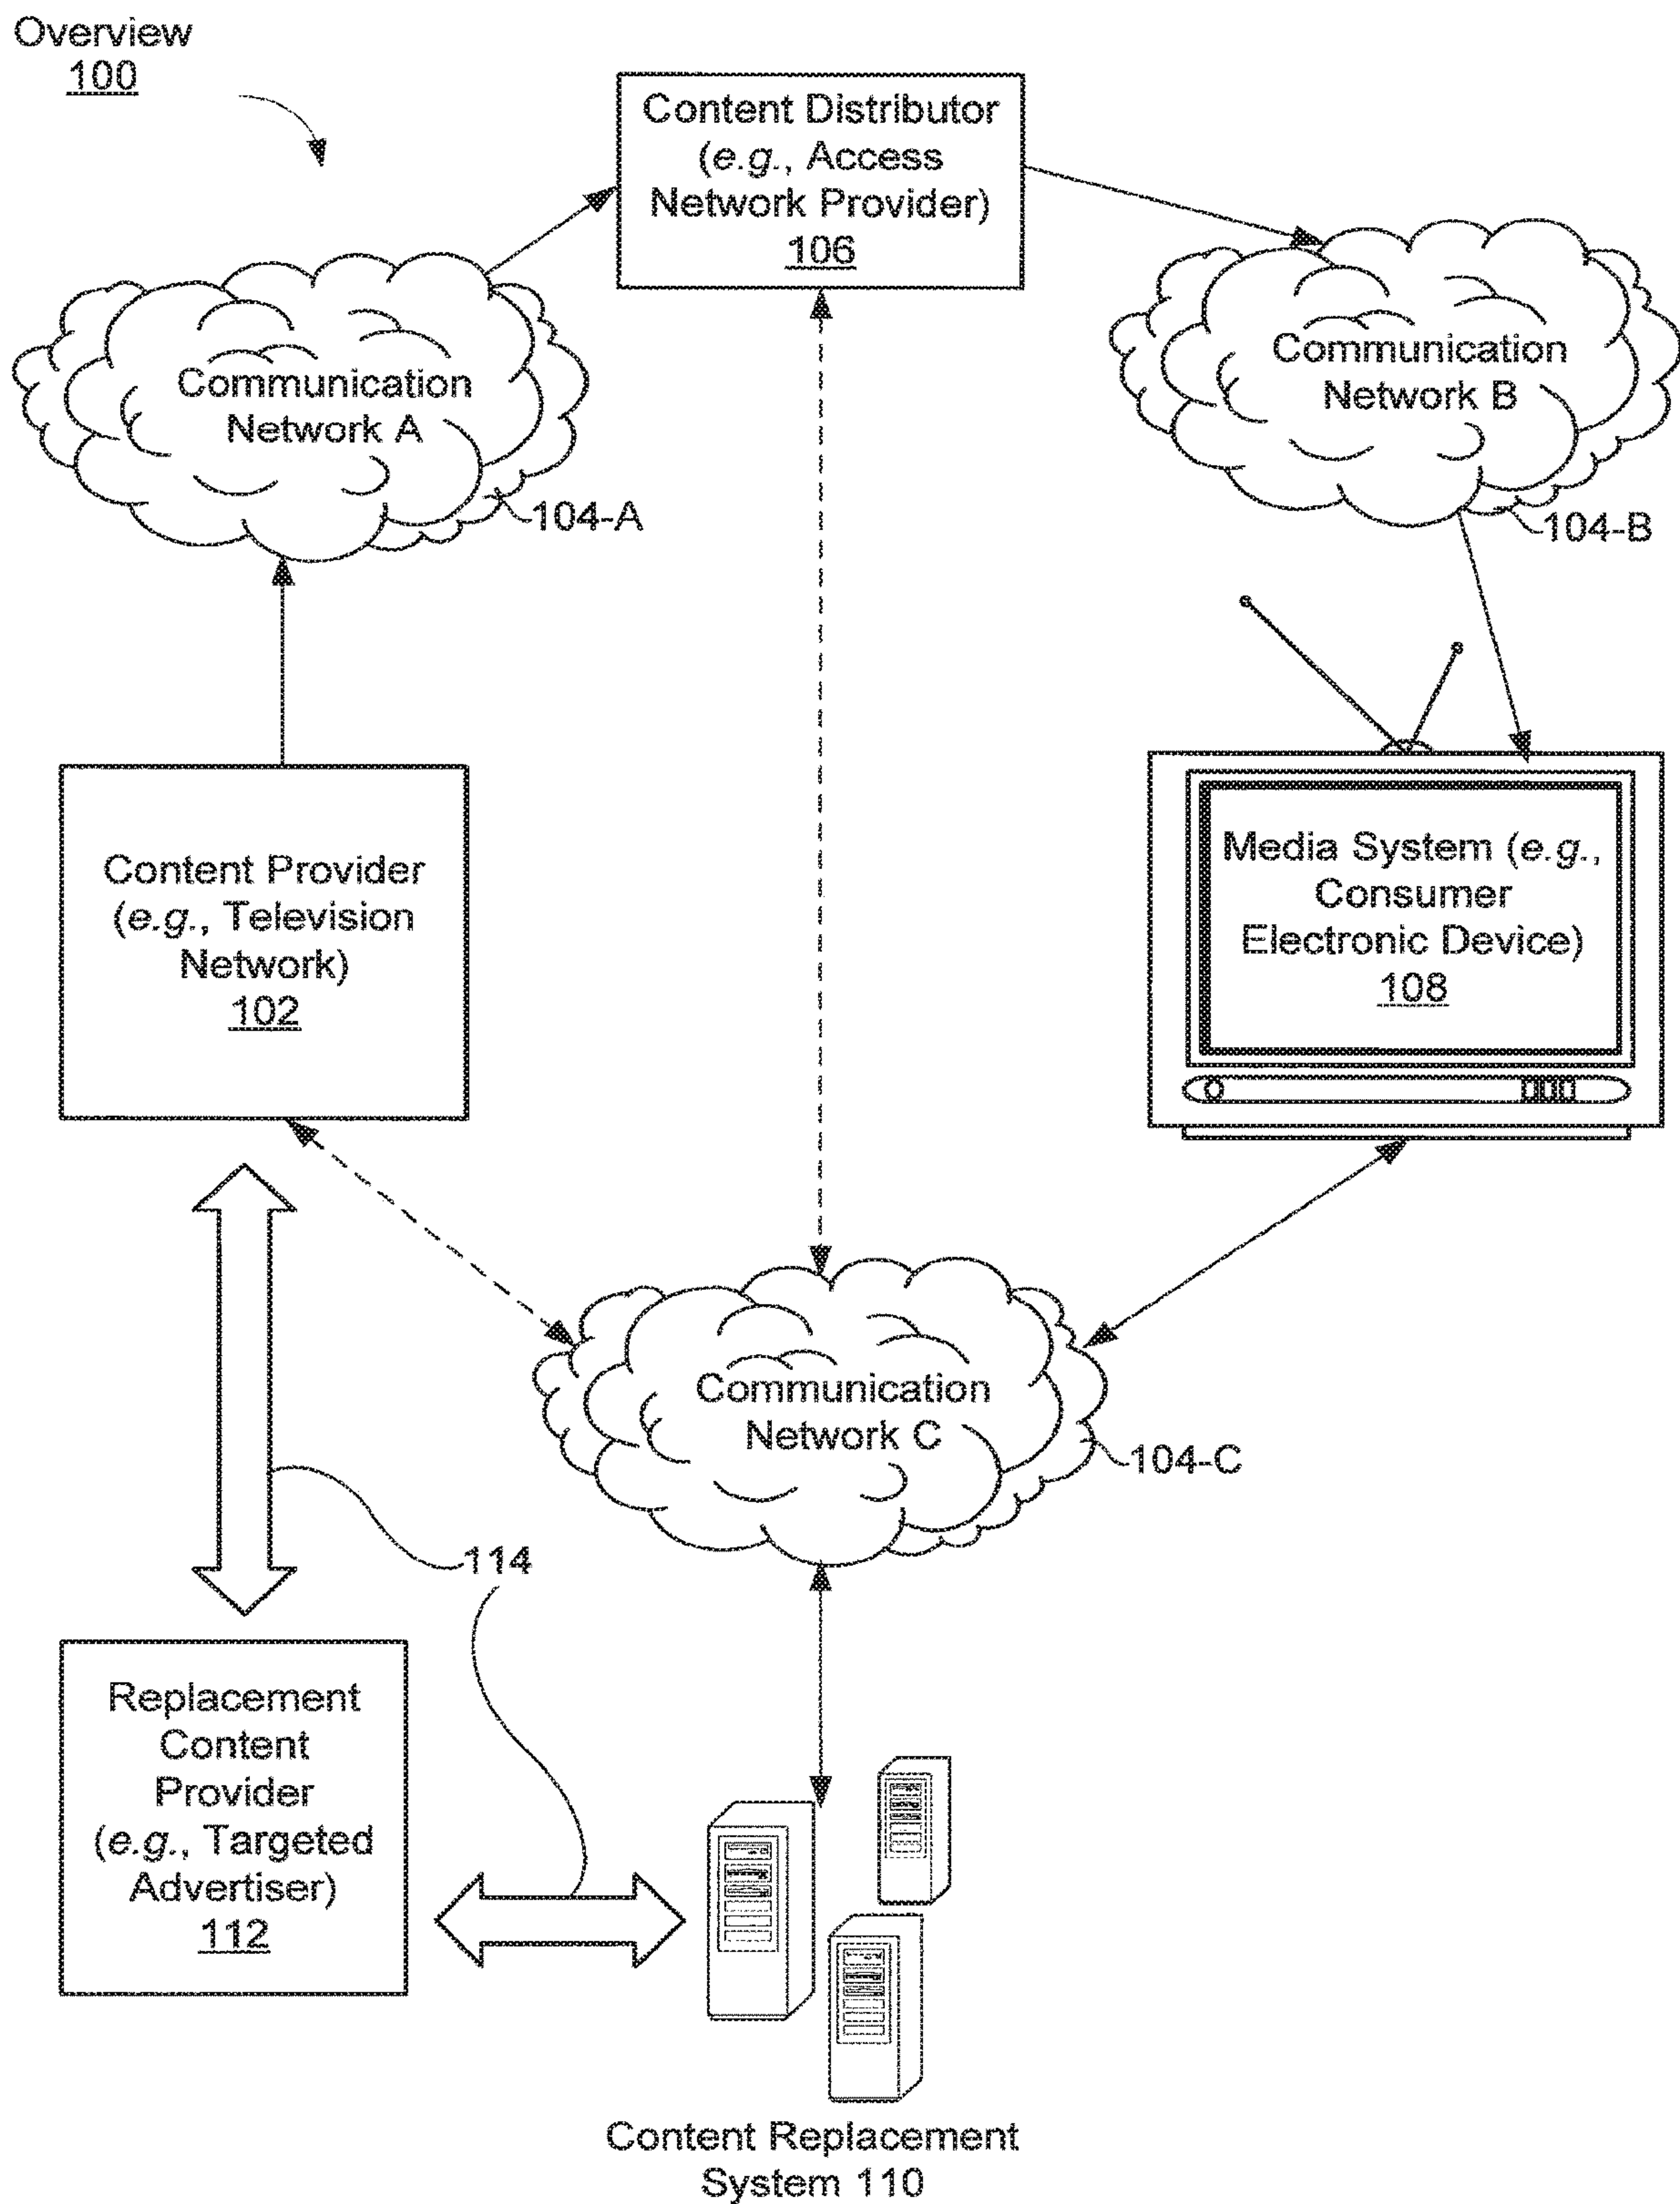 Overview
100
Content Distributor
(e.g., Access
Network Provider)
106
Communication
Network A
104-A
Communication
Network B
104-B
Content Provider
(e.g., Television
Network)
102
Media System (e.g.,
Consumer
Electronic Device)
108
Communication
Network C
104-C
114
Replacement
Content
Provider
(e.g., Targeted
Advertiser)
112
Content Replacement
System 110